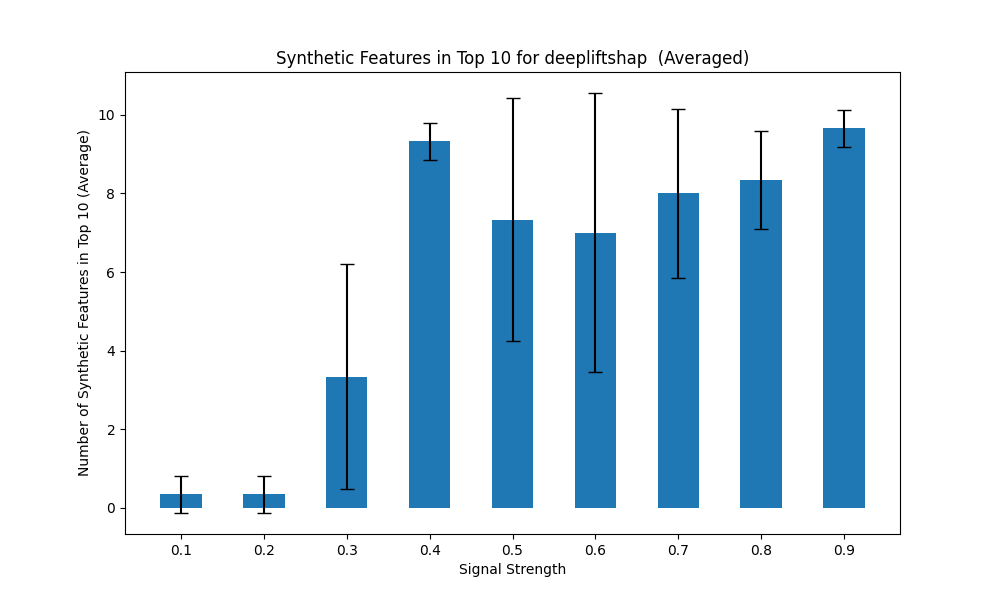 Synthetic Features in Top 10 for deepliftshap  (Averaged)
Number of Synthetic Features in Top 10 (Average)
10
8
6
4
2
0
0.1 0.2 0.3 0.4 0.5 0.6 0.7 0.8 0.9
Signal Strength